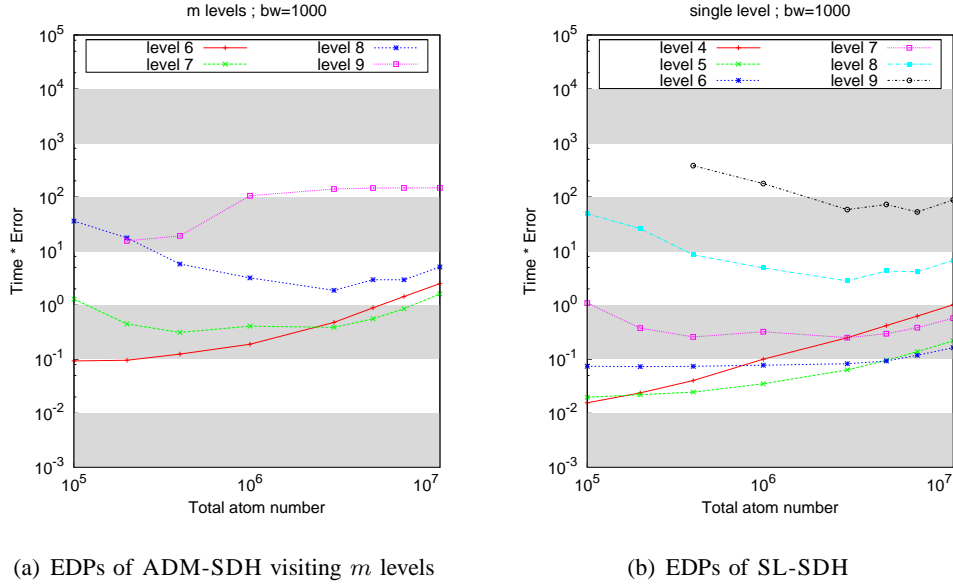 m levels ; bw=1000
10^5
10^4
10^3
10^2
10^1
10^0
10^-1
10^-2
10^-3
Time * Error
level 6
level 7
level 8
level 9
10^5
10^6
10^7
Total atom number
(a) EDPs of ADM-SDH visiting m levels
single level ; bw=1000
10^5
10^4
10^3
10^2
10^1
10^0
10^-1
10^-2
10^-3
Time * Error
level 4
level 5
level 6
level 7
level 8
level 9
10^5
10^6
10^7
Total atom number
(b) EDPs of SL-SDH